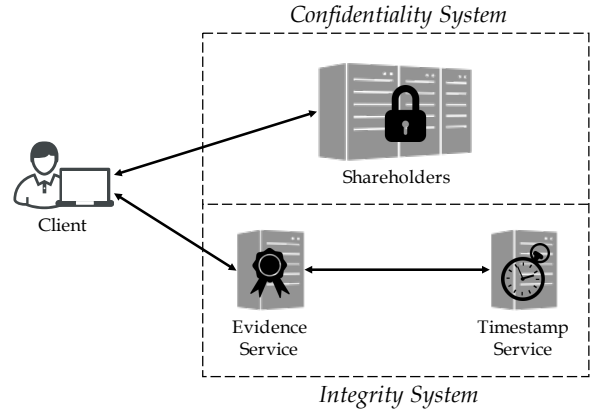 Confidentiality System
Shareholders
Client
Evidence
Service
Timestamp
Service
Integrity System